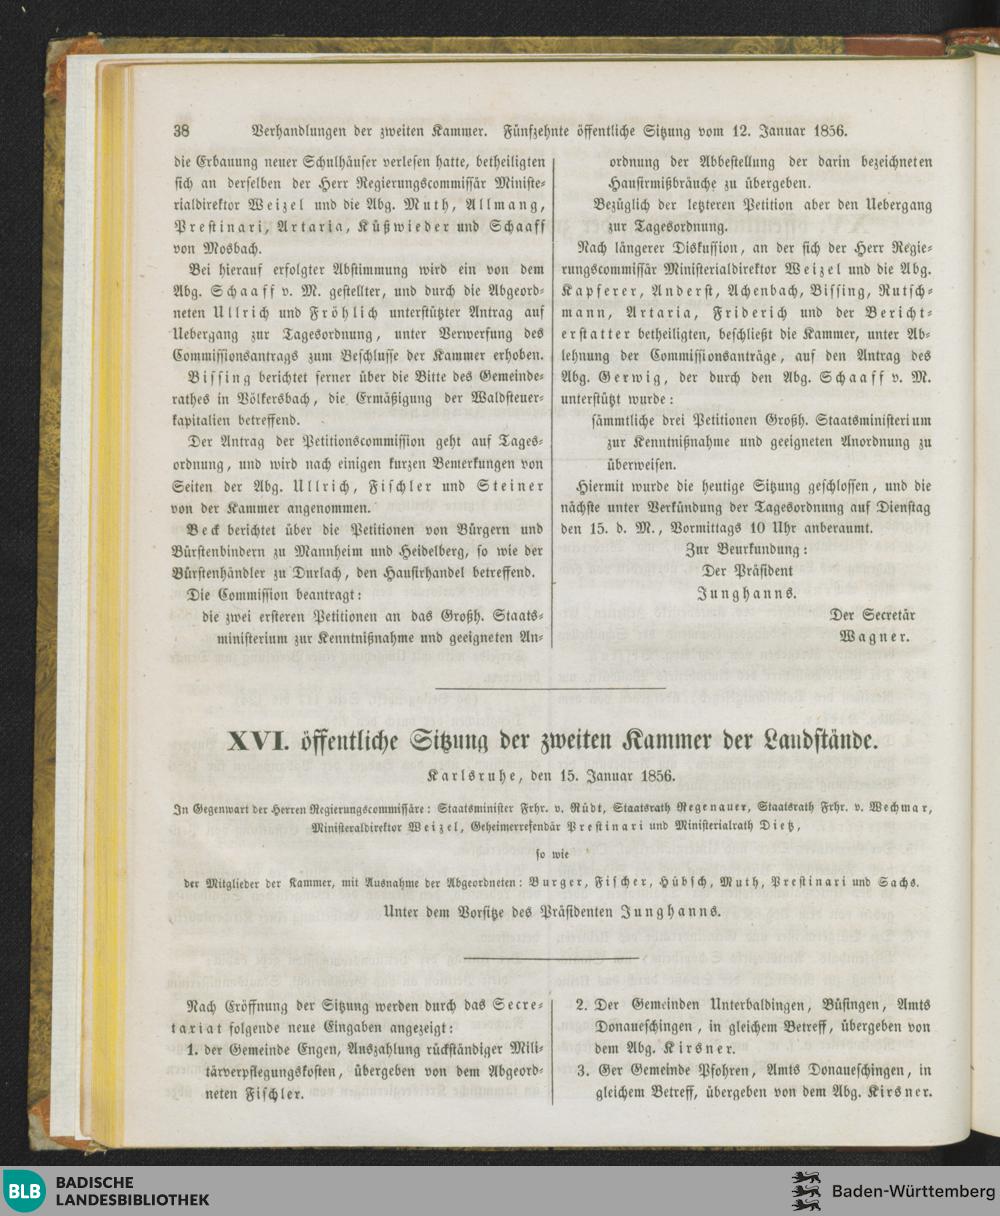 38 Verhandlungen der zweiten Kammer. Fünfzehnte öffentliche Sitzung vom 12. Januar 1856.
die Erbauung neuer Schulhäuser verlesen hatte, betheiligten
sich an derselben der Herr Regierungscommissär Ministe-
rialdirektor Weizel und die Abg. Muth, Allmang,
Prestinari, Artaria, Küßwieder und Schaaff
von Mosbach.
Bei hierauf erfolgter Abstimmung wird ein von dem
Abg. Schaaff v. M. gestellter, und durch die Abgeord-
neten Ullrich und Fröhlich unterstützter Antrag auf
Uebergang zur Tagesordnung, unter Verwerfung des
Commissionsantrags zum Beschlusse der Kammer erhoben.
Bissing berichtet ferner über die Bitte des Gemeinde-
rathes in Völkersbach, die Ermäßigung der Waldsteuer-
kapitalien betreffend.
Der Antrag der Petitionscommission geht auf Tages-
ordnung, und wird nach einigen kurzen Bemerkungen von
Seiten der Abg. Ullrich, Fischler und Steiner
von der Kammer angenommen.
Beck berichtet über die Petitionen von Bürgern und
Bürstenbindern zu Mannheim und Heidelberg, so wie der
Bürstenhändler zu Durlach, den Hausirhandel betreffend.
Die Commission beantragt:
die zwei ersteren Petitionen an das Großh. Staats-
ministerium zur Kenntnißnahme und geeigneten An-
ordnung der Abbestellung der darin bezeichneten
Hausirmißbräuche zu übergeben.
Bezüglich der letzteren Petition aber den Uebergang
zur Tagesordnung.
Nach längerer Diskussion, an der sich der Herr Regie-
rungscommissär Ministerialdirektor Weizel und die Abg.
Kapferer, Anderst, Achenbach, Bissing, Rutsch-
mann, Artaria, Friderich und der Bericht-
erstatter betheiligten, beschließt die Kammer, unter Ab-
lehnung der Commissionsanträge, auf den Antrag des
Abg. Gerwig, der durch den Abg. Schaaff v. M.
unterstützt wurde:
sämmtliche drei Petitionen Großh. Staatsministerium
zur Kenntnißnahme und geeigneten Anordnung zu
überweisen.
Hiermit wurde die heutige Sitzung geschlossen, und die
nächste unter Verkündung der Tagesordnung auf Dienstag
den 15. d. M., Vormittags 10 Uhr anberaumt.
Zur Beurkundung:
Der Präsident
Junghanns.
Der Secretär
Wagner.
XVI. öffentliche Sitzung der zweiten Kammer der Landstände.
Karlsruhe, den 15. Januar 1856.
In Gegenwart der Herren Regierungscommissäre: Staatsminister Frhr. v. Rüdt, Staatsrath Regenauer, Staatsrath Frhr. v. Wechmar,
Ministeraldirektor Weizel, Geheimerefendär Prestinari und Ministerialrath Dietz,
so wie
der Mitglieder der Kammer, mit Ausnahme der Abgeordneten: Burger, Fischer, Hübsch, Muth, Prestinari und Sachs.
Unter dem Vorsitze des Präsidenten Junghanns.
Nach Eröffnung der Sitzung werden durch das Secre-
tariat folgende neue Eingaben angezeigt:
1. der Gemeinde Engen, Auszahlung rückständiger Mili-
tärverpflegungskosten, übergeben von dem Abgeord-
neten Fischler.
2. Der Gemeinden Unterbaldingen, Büsingen, Amts
Donaueschingen, in gleichem Betreff, übergeben von
dem Abg. Kirsner.
3. Ger Gemeinde Pfohren, Amts Donaueschingen, in
gleichem Betreff, übergeben von dem Abg. Kirsner.
BLB BADISCHE
LANDESBIBLIOTHEK
Baden-Württemberg